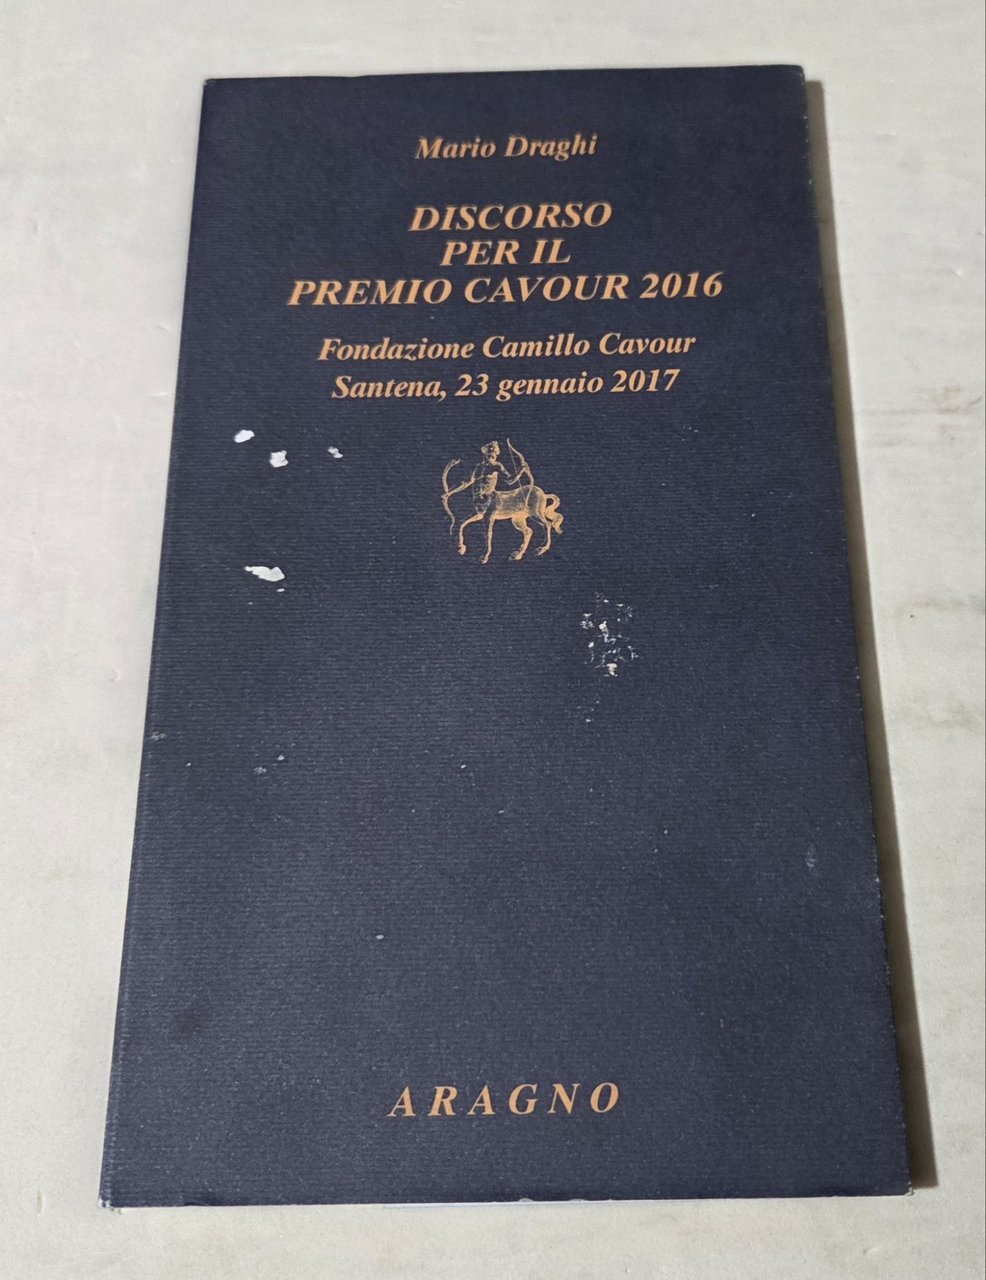 Mario Draghi
DISCORSO
PER IL
PREMIO CAVOUR 2016
Fondazione Camillo Cavour
Santena, 23 gennaio 2017
ARAGNO